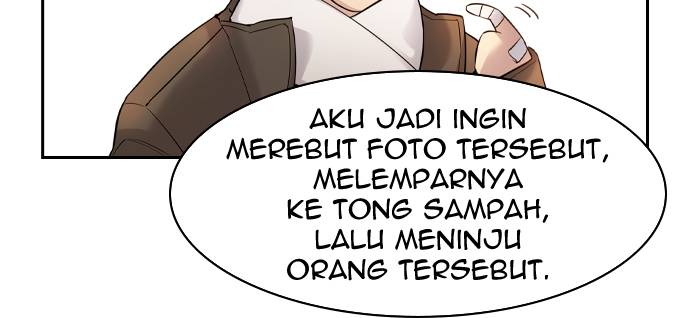 AKU JADI INGIN
MEREBUT FOTO TERSEBUT,
MELEMPARNYA
KE TONG SAMPAH,
LALU MENINJU
ORANG TERSEBUT.